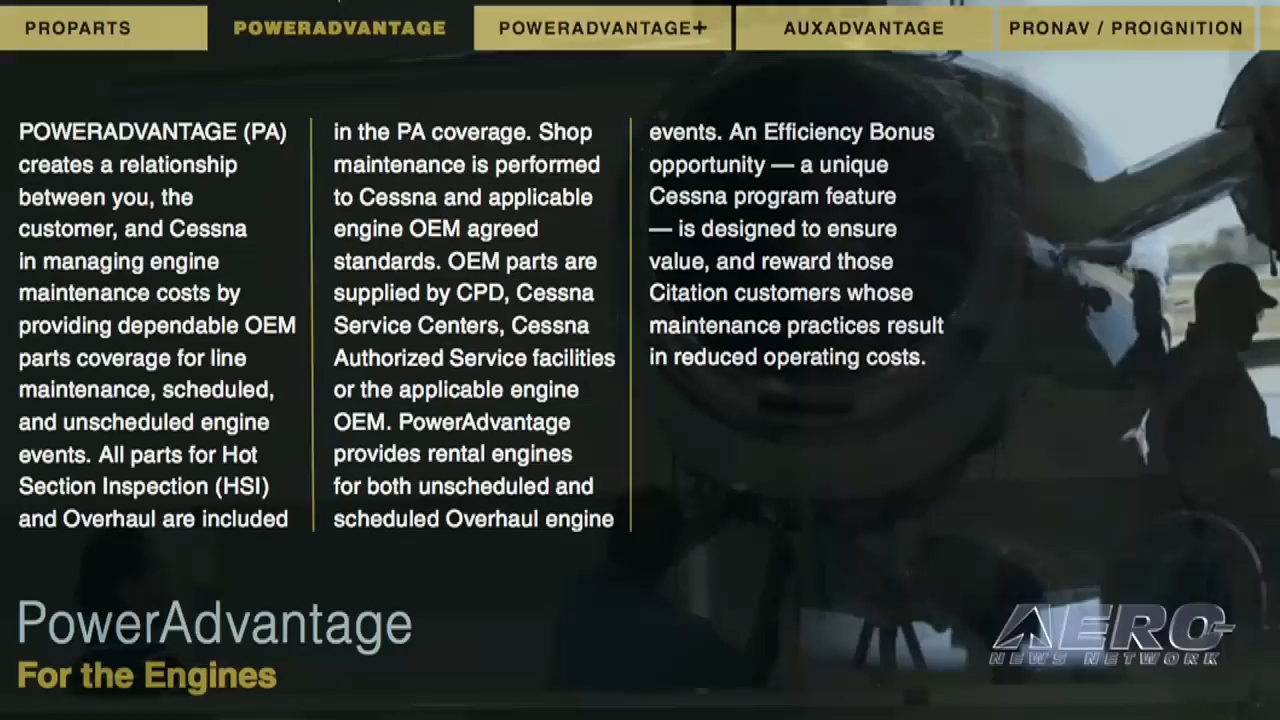 PROPARTS
POWERADVANTAGE
POWERADVANTAGE+
AUXADVANTAGE
PRONAV / PROIGNITION
POWERADVANTAGE (PA)
creates a relationship
between you, the
customer, and Cessna
in managing engine
maintenance costs by
providing dependable OEM
parts coverage for line
maintenance, scheduled,
and unscheduled engine
events. All parts for Hot
Section Inspection (HSI)
and Overhaul are included
in the PA coverage. Shop
maintenance is performed
to Cessna and applicable
engine OEM agreed
standards. OEM parts are
supplied by CPD, Cessna
Service Centers, Cessna
Authorized Service facilities
or the applicable engine
OEM. PowerAdvantage
provides rental engines
for both unscheduled and
scheduled Overhaul engine
events. An Efficiency Bonus
opportunity — a unique
Cessna program feature
— is designed to ensure
value, and reward those
Citation customers whose
maintenance practices result
in reduced operating costs.
PowerAdvantage
For the Engines
AERO-
NEWS NETWORK